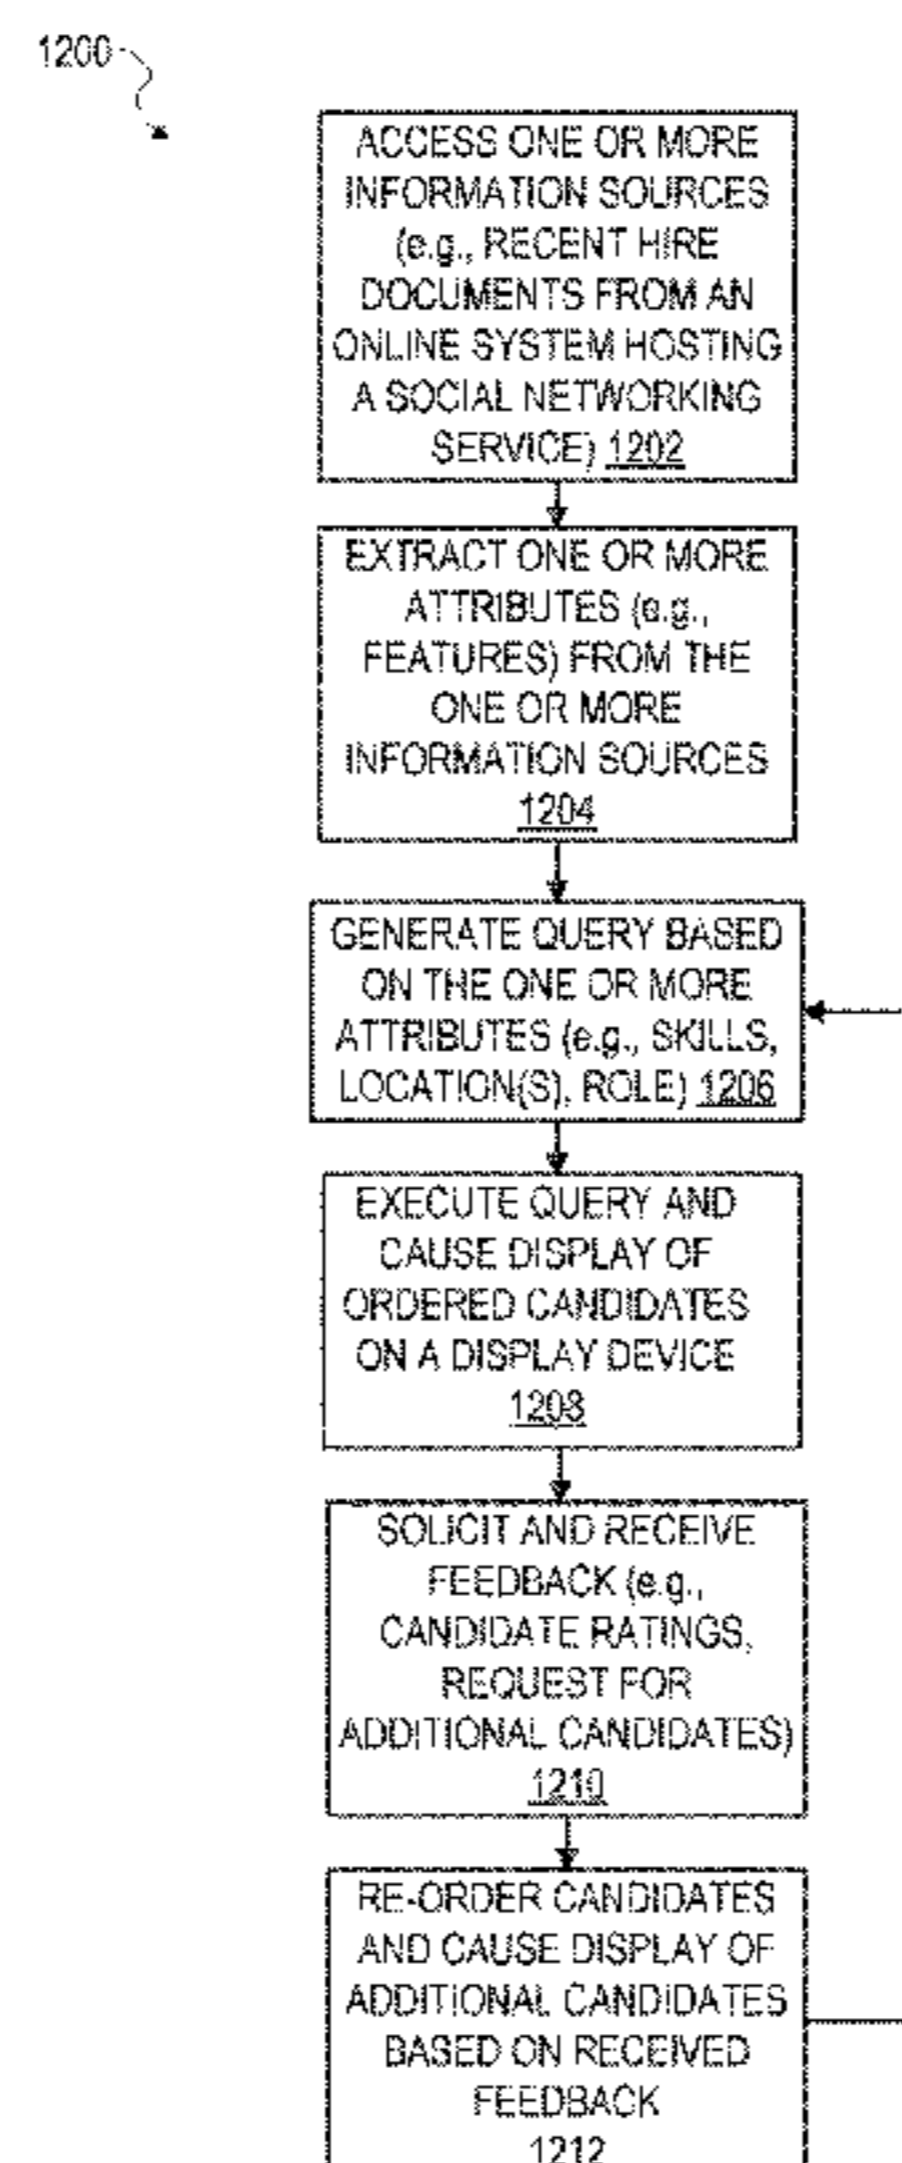 1200
ACCESS ONE OR MORE
INFORMATION SOURCES
(e.g., RECENT HIRE
DOCUMENTS FROM AN
ONLINE SYSTEM HOSTING
A SOCIAL NETWORKING
SERVICE) 1202
EXTRACT ONE OR MORE
ATTRIBUTES (e.g.,
FEATURES) FROM THE
ONE OR MORE
INFORMATION SOURCES
1204
GENERATE QUERY BASED
ON THE ONE OR MORE
ATTRIBUTES (e.g., SKILLS,
LOCATION(S), ROLE) 1206
EXECUTE QUERY AND
CAUSE DISPLAY OF
ORDERED CANDIDATES
ON A DISPLAY DEVICE
1208
SOLICIT AND RECEIVE
FEEDBACK (e.g.,
CANDIDATE RATINGS,
REQUEST FOR
ADDITIONAL CANDIDATES)
1210
RE-ORDER CANDIDATES
AND CAUSE DISPLAY OF
ADDITIONAL CANDIDATES
BASED ON RECEIVED
FEEDBACK
1212